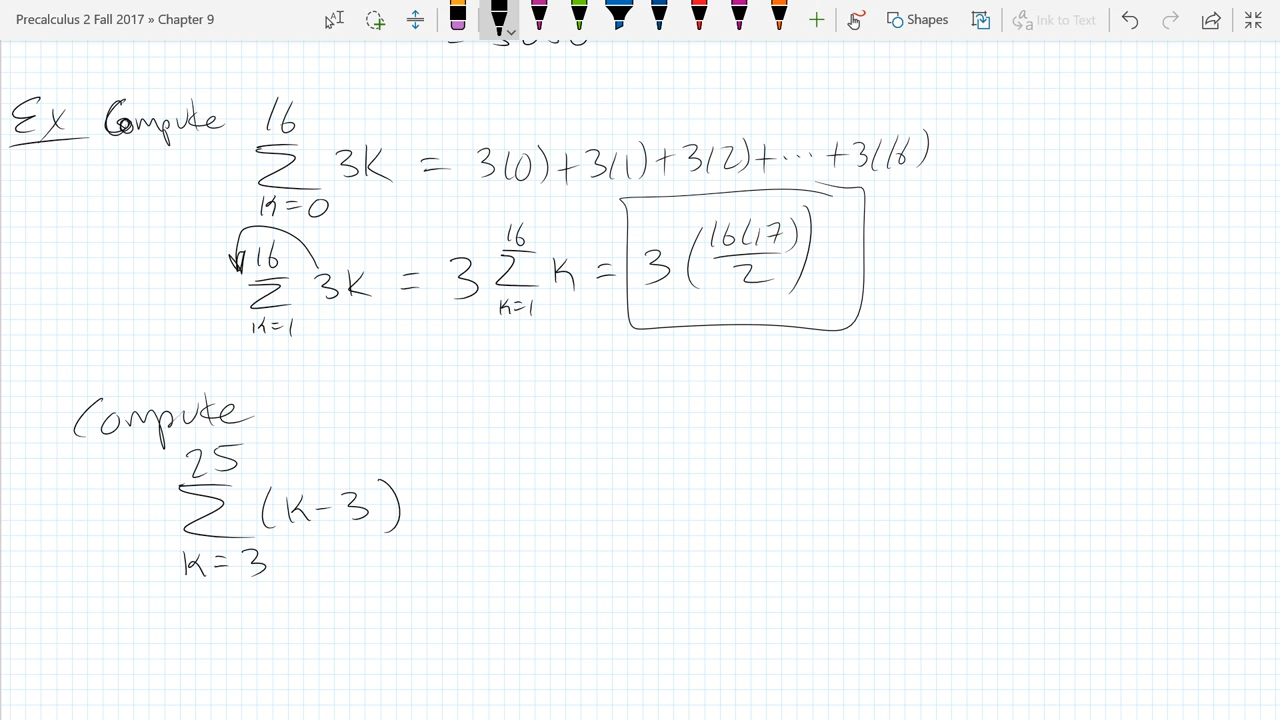 Precalculus 2 Fall 2017 » Chapter 9
Shapes
Ink to Text
Ex Compute 16 ∑ K=0 3K = 3(0)+3(1)+3(2)+⋯+3(16)
16 ∑ K=1 3K = 3 16 ∑ K=1 K = 3(16(17)/2)
Compute
25
∑ (K-3)
K=3